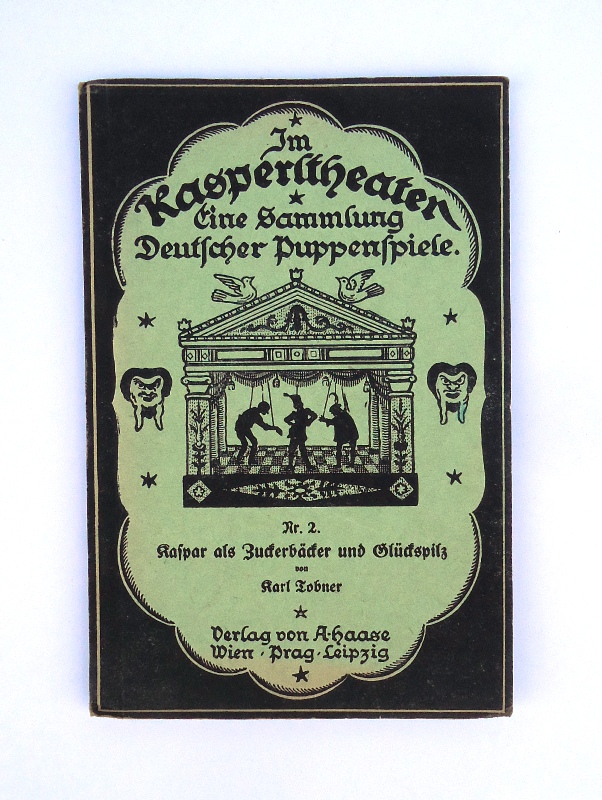 Im
Kasperltheater
Eine Sammlung
Deutscher Puppenspiele.
Nr. 2.
Kaspar als Zuckerbäcker und Glückspilz
von
Karl Tobner
Verlag von A. Haase
Wien · Prag · Leipzig